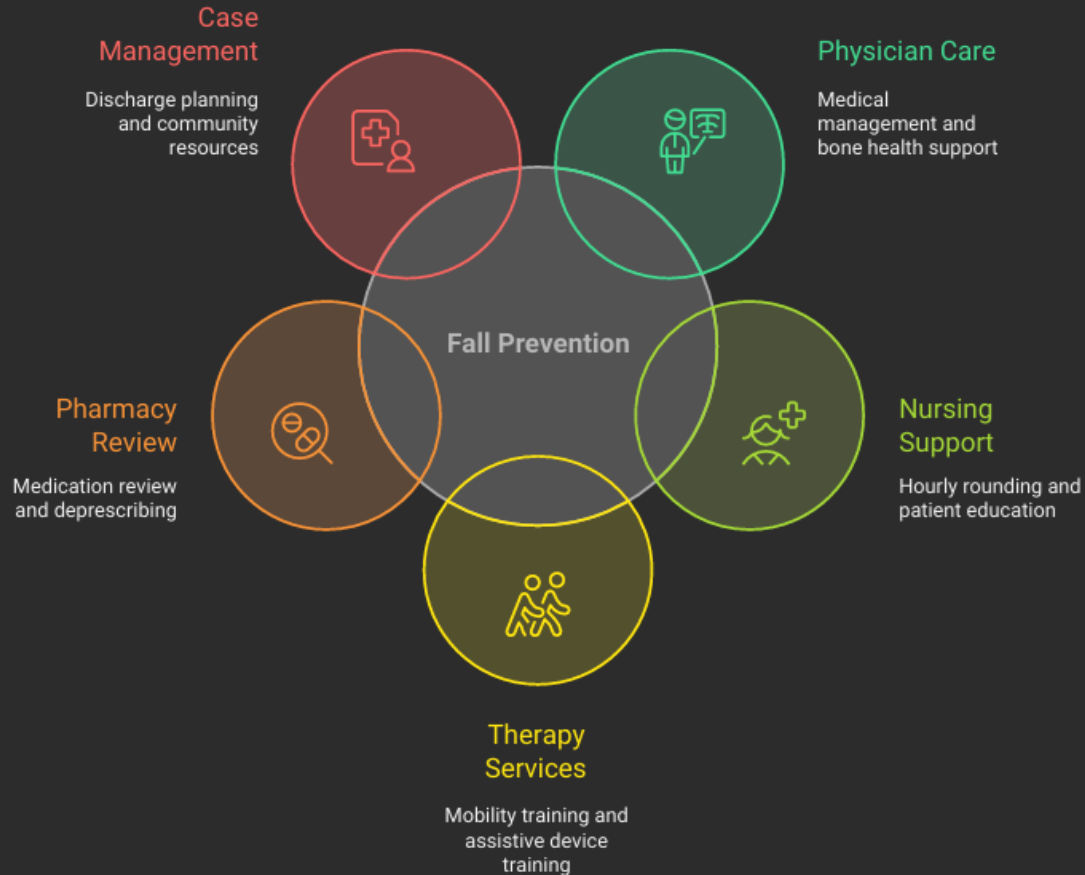 Case
Management
Discharge planning
and community
resources
Physician Care
Medical
management and
bone health support
Fall Prevention
Pharmacy
Review
Medication review
and deprescribing
Nursing
Support
Hourly rounding and
patient education
Therapy
Services
Mobility training and
assistive device
training